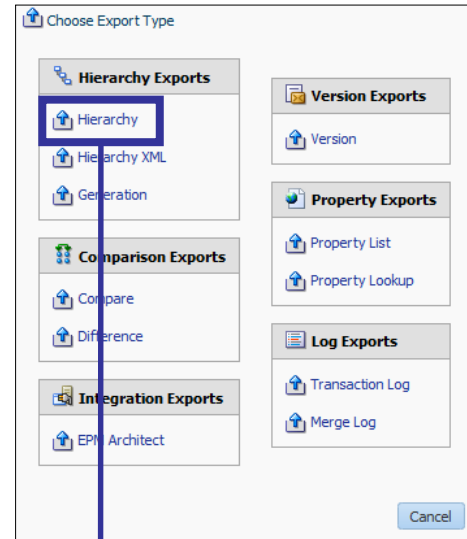 Choose Export Type
Hierarchy Exports
Hierarchy
Hierarchy XML
Generation
Comparison Exports
Compare
Difference
Integration Exports
EPM Architect
Version Exports
Version
Property Exports
Property List
Property Lookup
Log Exports
Transaction Log
Merge Log
Cancel